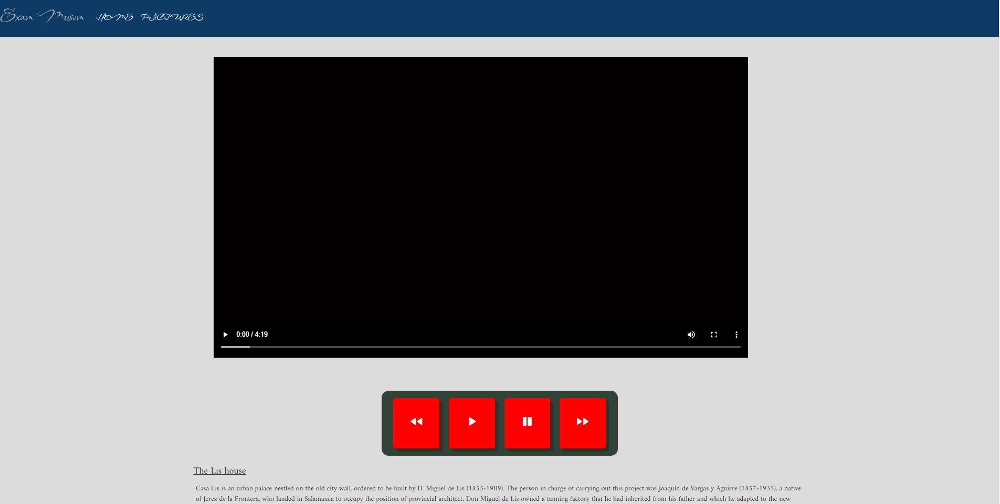 Exam Musem HOME PICTURES
0:00 / 4:19
The Lis house
Casa Lis is an urban palace nestled on the old city wall, ordered to be built by D. Miguel de Lis (1855-1909). The person in charge of carrying out this project was Joaquín de Vargas y Aguirre (1857-1935), a native
of Jerez de la Frontera, who landed in Salamanca to occupy the position of provincial architect. Don Miguel de Lis owned a tanning factory that he had inherited from his father and which he adapted to the new